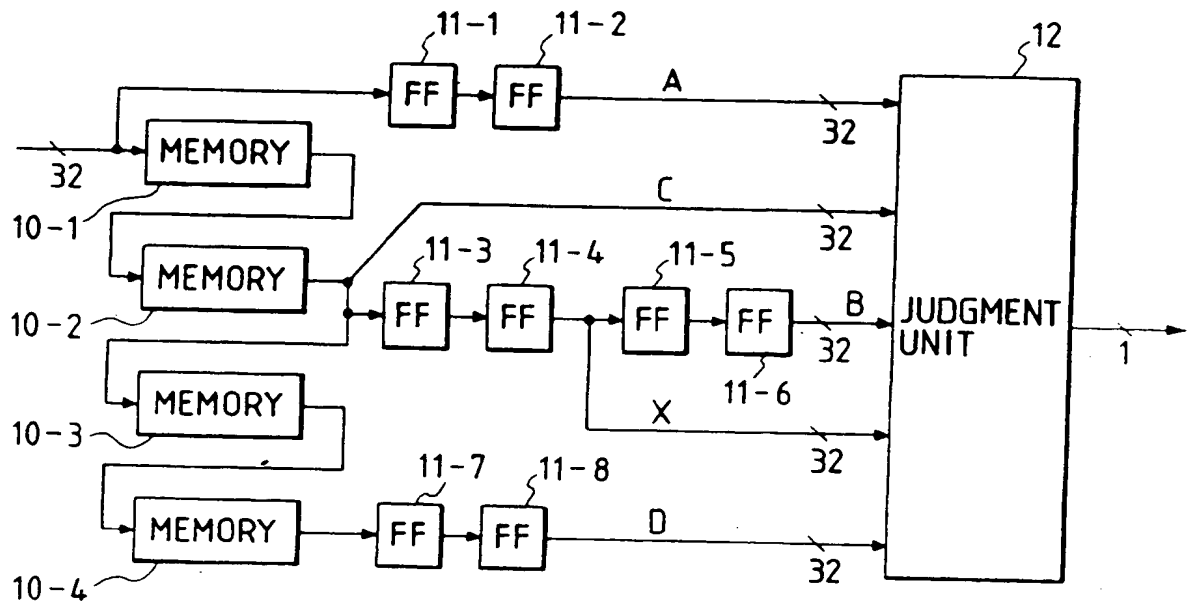 11-1
11-2
12
FF
FF
A
32
MEMORY
32
10-1
C
32
MEMORY
10-2
11-3
11-4
11-5
FF
FF
FF
FF
B
32
11-6
JUDGMENT
UNIT
1
MEMORY
10-3
X
32
11-7
11-8
MEMORY
10-4
FF
FF
D
32